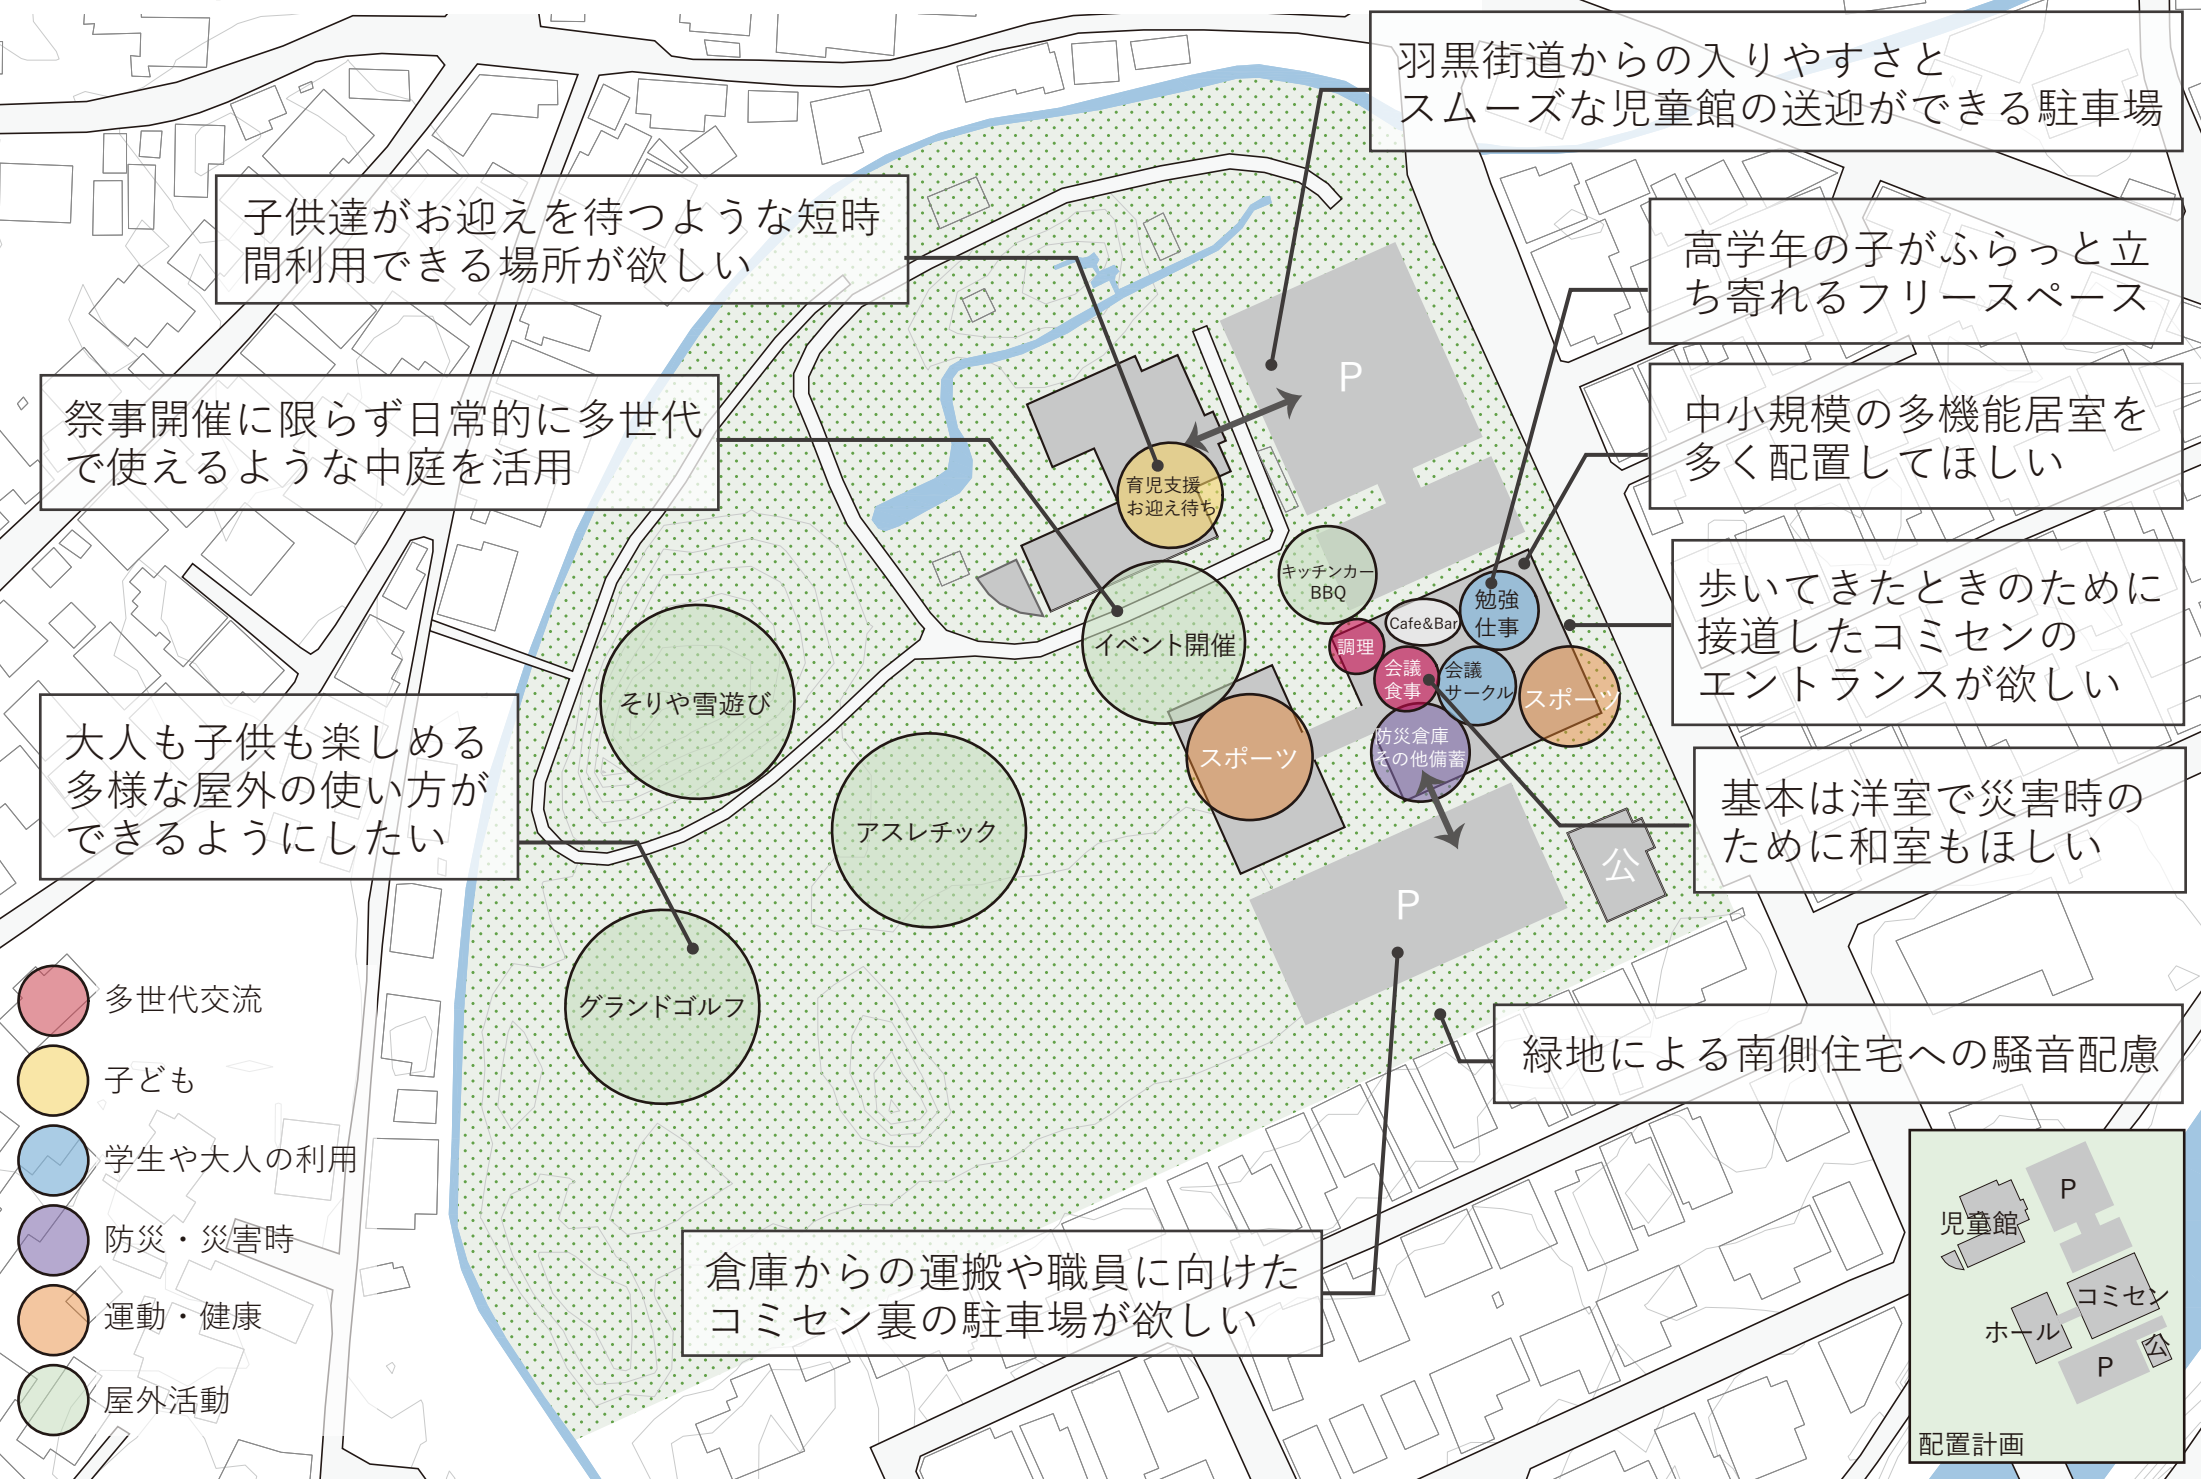 羽黒街道からの入りやすさと
スムーズな児童館の送迎ができる駐車場
子供達がお迎えを待つような短時
間利用できる場所が欲しい
高学年の子がふらっと立
ち寄れるフリースペース
祭事開催に限らず日常的に多世代
で使えるような中庭を活用
中小規模の多機能居室を
多く配置してほしい
歩いてきたときのために
接道したコミセンの
エントランスが欲しい
大人も子供も楽しめる
多様な屋外の使い方が
できるようにしたい
基本は洋室で災害時の
ために和室もほしい
緑地による南側住宅への騒音配慮
倉庫からの運搬や職員に向けた
コミセン裏の駐車場が欲しい
P
育児支援
お迎え待ち
キッチンカー
BBQ
イベント開催
Cafe&Bar
勉強
仕事
調理
会議
食事
会議
サークル
スポーツ
スポーツ
防災倉庫
その他備蓄
そりや雪遊び
アスレチック
グランドゴルフ
P
公
多世代交流
子ども
学生や大人の利用
防災・災害時
運動・健康
屋外活動
P
児童館
コミセン
ホール
公
P
配置計画